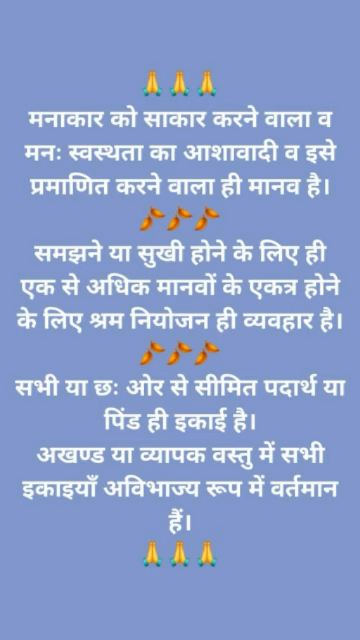 🙏🙏🙏
मनाकार को साकार करने वाला व
मनः स्वस्थता का आशावादी व इसे
प्रमाणित करने वाला ही मानव है।
समझने या सुखी होने के लिए ही
एक से अधिक मानवों के एकत्र होने
के लिए श्रम नियोजन ही व्यवहार है।
सभी या छः ओर से सीमित पदार्थ या
पिंड ही इकाई है।
अखण्ड या व्यापक वस्तु में सभी
इकाइयाँ अविभाज्य रूप में वर्तमान
हैं।
🙏🙏🙏